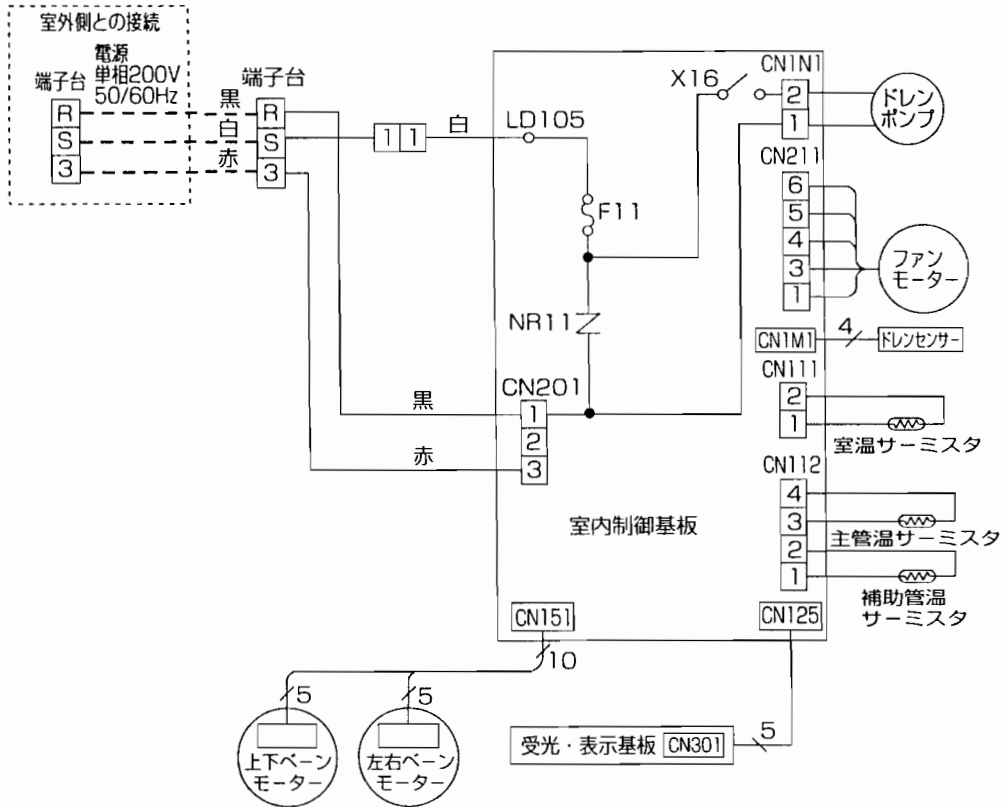 室外側との接続
電源
単相200V
50/60Hz
端子台
R
S
3
端子台
黒
白
赤
R
S
3
1 1
白
LD105
F11
NR11
CN201
黒
赤
1
2
3
X16
CN1N1
2
1
ドレン
ポンプ
CN211
6
5
4
3
1
ファン
モーター
CN1M1
4
ドレンセンサー
CN111
2
1
室温サーミスタ
CN112
4
3
2
1
主管温サーミスタ
補助管温
サーミスタ
室内制御基板
CN151
CN125
10
5
5
上下ベーン
モーター
左右ベーン
モーター
受光・表示基板 CN301
5